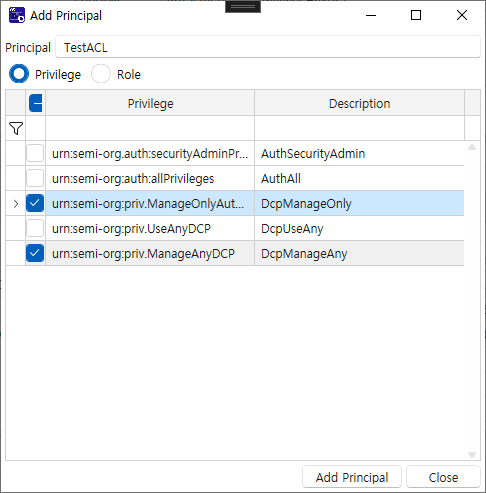 Add Principal
Principal TestACL
Privilege Role
Privilege Description
urn:semi-org.auth:securityAdminPr... AuthSecurityAdmin
urn:semi-org:auth:allPrivileges AuthAll
urn:semi-org:priv.ManageOnlyAut... DcpManageOnly
urn:semi-org:priv.UseAnyDCP DcpUseAny
urn:semi-org:priv.ManageAnyDCP DcpManageAny
Add Principal Close